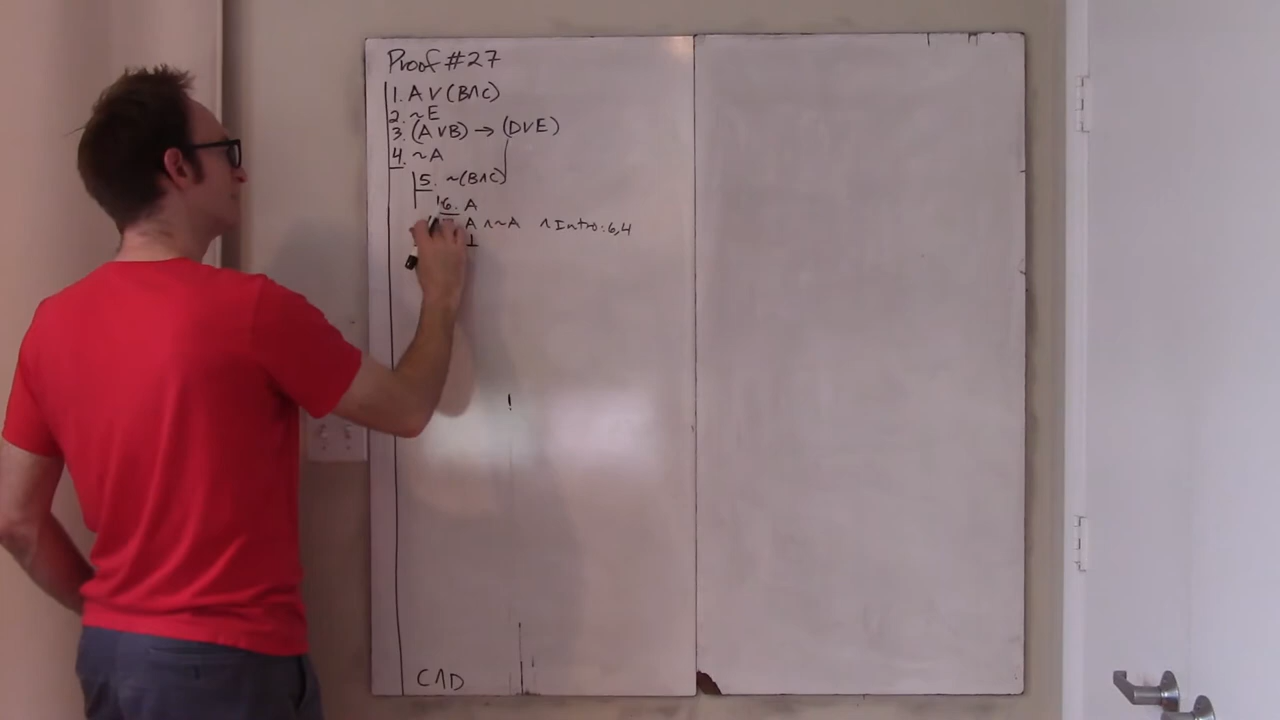 Proof #27
1. A ∨ (B∧C)
2. ~E
3. (A∨B) → (D∨E)
4. ~A
5. ~(B∧C)
6. A
A ∧ ~A ∧Intro: 6,4
⊥
C∧D